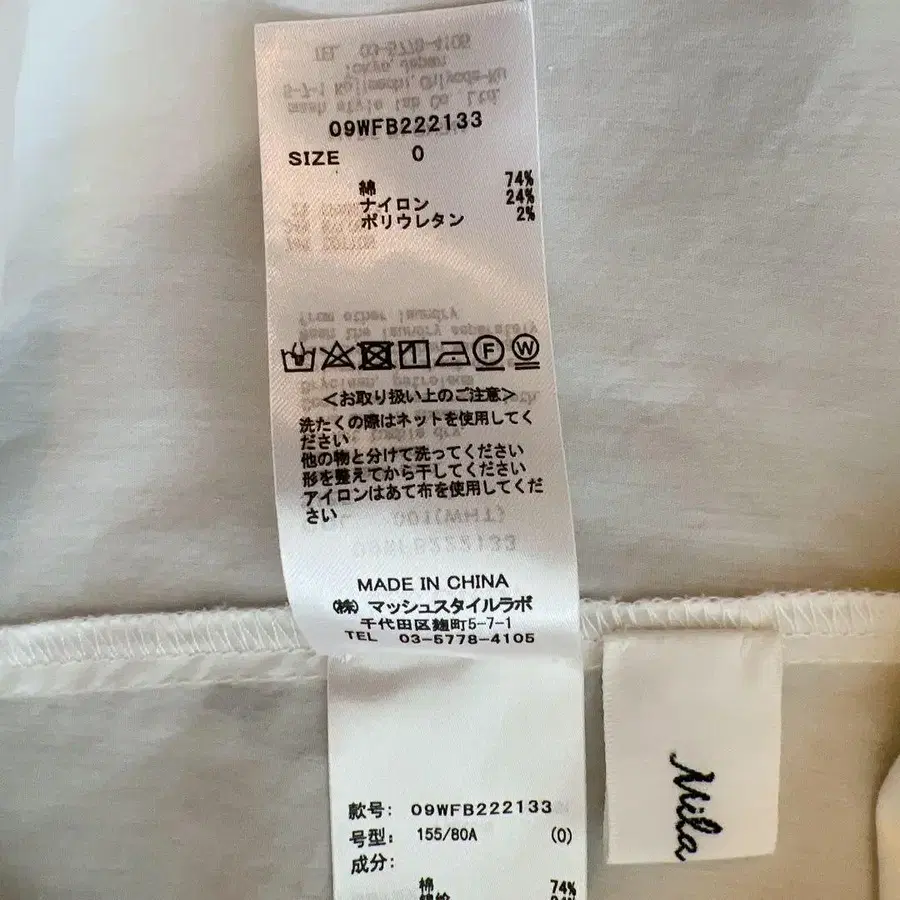 09WFB222133
SIZE 0
綿 74%
ナイロン 24%
ポリウレタン 2%
F W
<お取り扱い上のご注意>
洗たくの際はネットを使用してく
ださい
他の物と分けて洗ってください
形を整えてから干してください
アイロンはあて布を使用してくだ
さい
MADE IN CHINA
(株) マッシュスタイルラボ
千代田区麹町5-7-1
TEL 03-5778-4105
Mila
款号: 09WFB222133
号型: 155/80A (0)
成分:
棉 74%